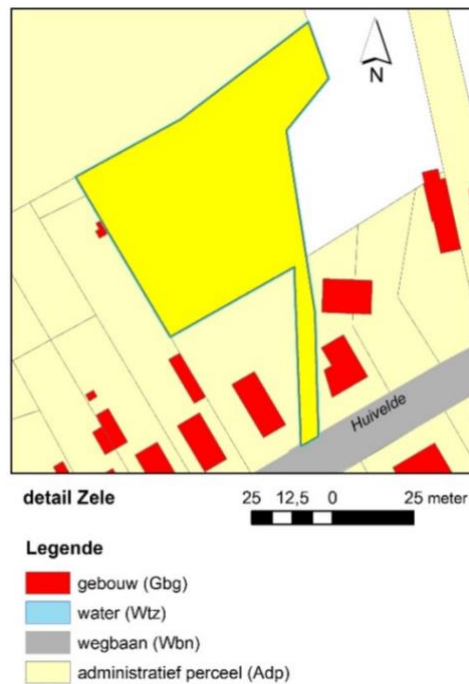 N
Huivelde
detail Zele
25 12,5 0 25 meter
Legende
gebouw (Gbg)
water (Wtz)
wegbaan (Wbn)
administratief perceel (Adp)